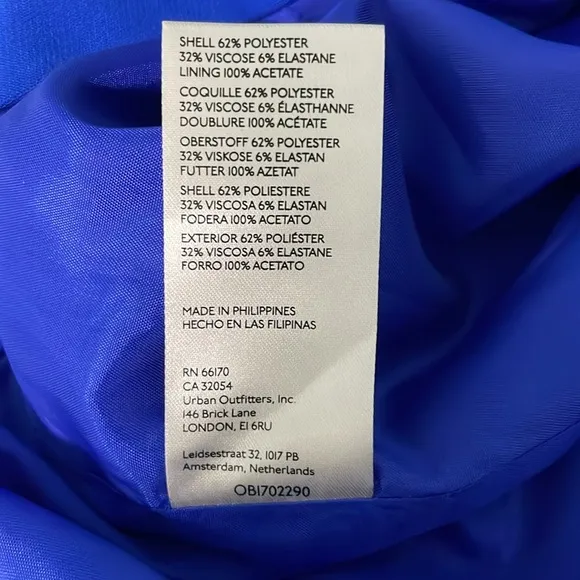 SHELL 62% POLYESTER
32% VISCOSE 6% ELASTANE
LINING 100% ACETATE
COQUILLE 62% POLYESTER
32% VISCOSE 6% ÉLASTHANNE
DOUBLURE 100% ACÉTATE
OBERSTOFF 62% POLYESTER
32% VISKOSE 6% ELASTAN
FUTTER 100% AZETAT
SHELL 62% POLIESTERE
32% VISCOSA 6% ELASTAN
FODERA 100% ACETATO
EXTERIOR 62% POLIÉSTER
32% VISCOSA 6% ELASTANE
FORRO 100% ACETATO
MADE IN PHILIPPINES
HECHO EN LAS FILIPINAS
RN 66170
CA 32054
Urban Outfitters, Inc.
146 Brick Lane
LONDON, E1 6RU
Leidsestraat 32, 1017 PB
Amsterdam, Netherlands
OB1702290